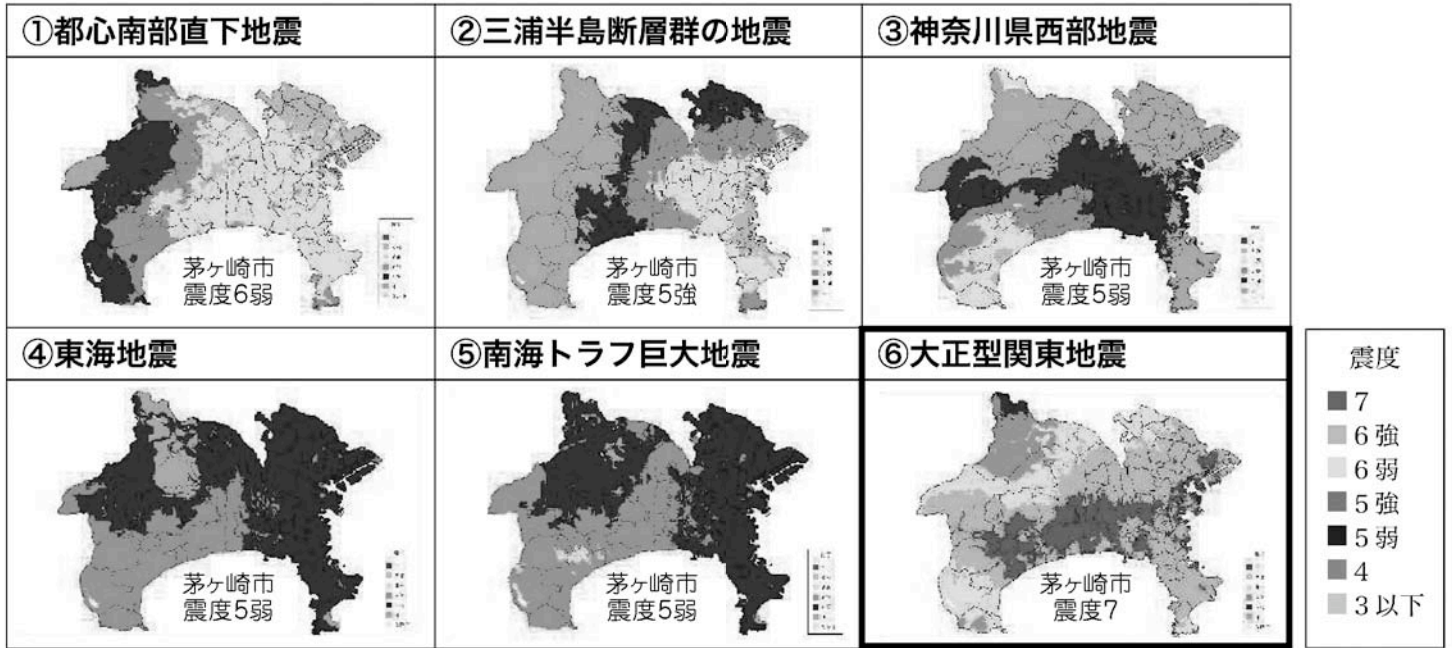 ①都心南部直下地震
②三浦半島断層群の地震
③神奈川県西部地震
茅ヶ崎市
震度6弱
茅ヶ崎市
震度5強
茅ヶ崎市
震度5弱
④東海地震
⑤南海トラフ巨大地震
⑥大正型関東地震
茅ヶ崎市
震度5弱
茅ヶ崎市
震度5弱
茅ヶ崎市
震度7
震度
7
6強
6弱
5強
5弱
4
3以下